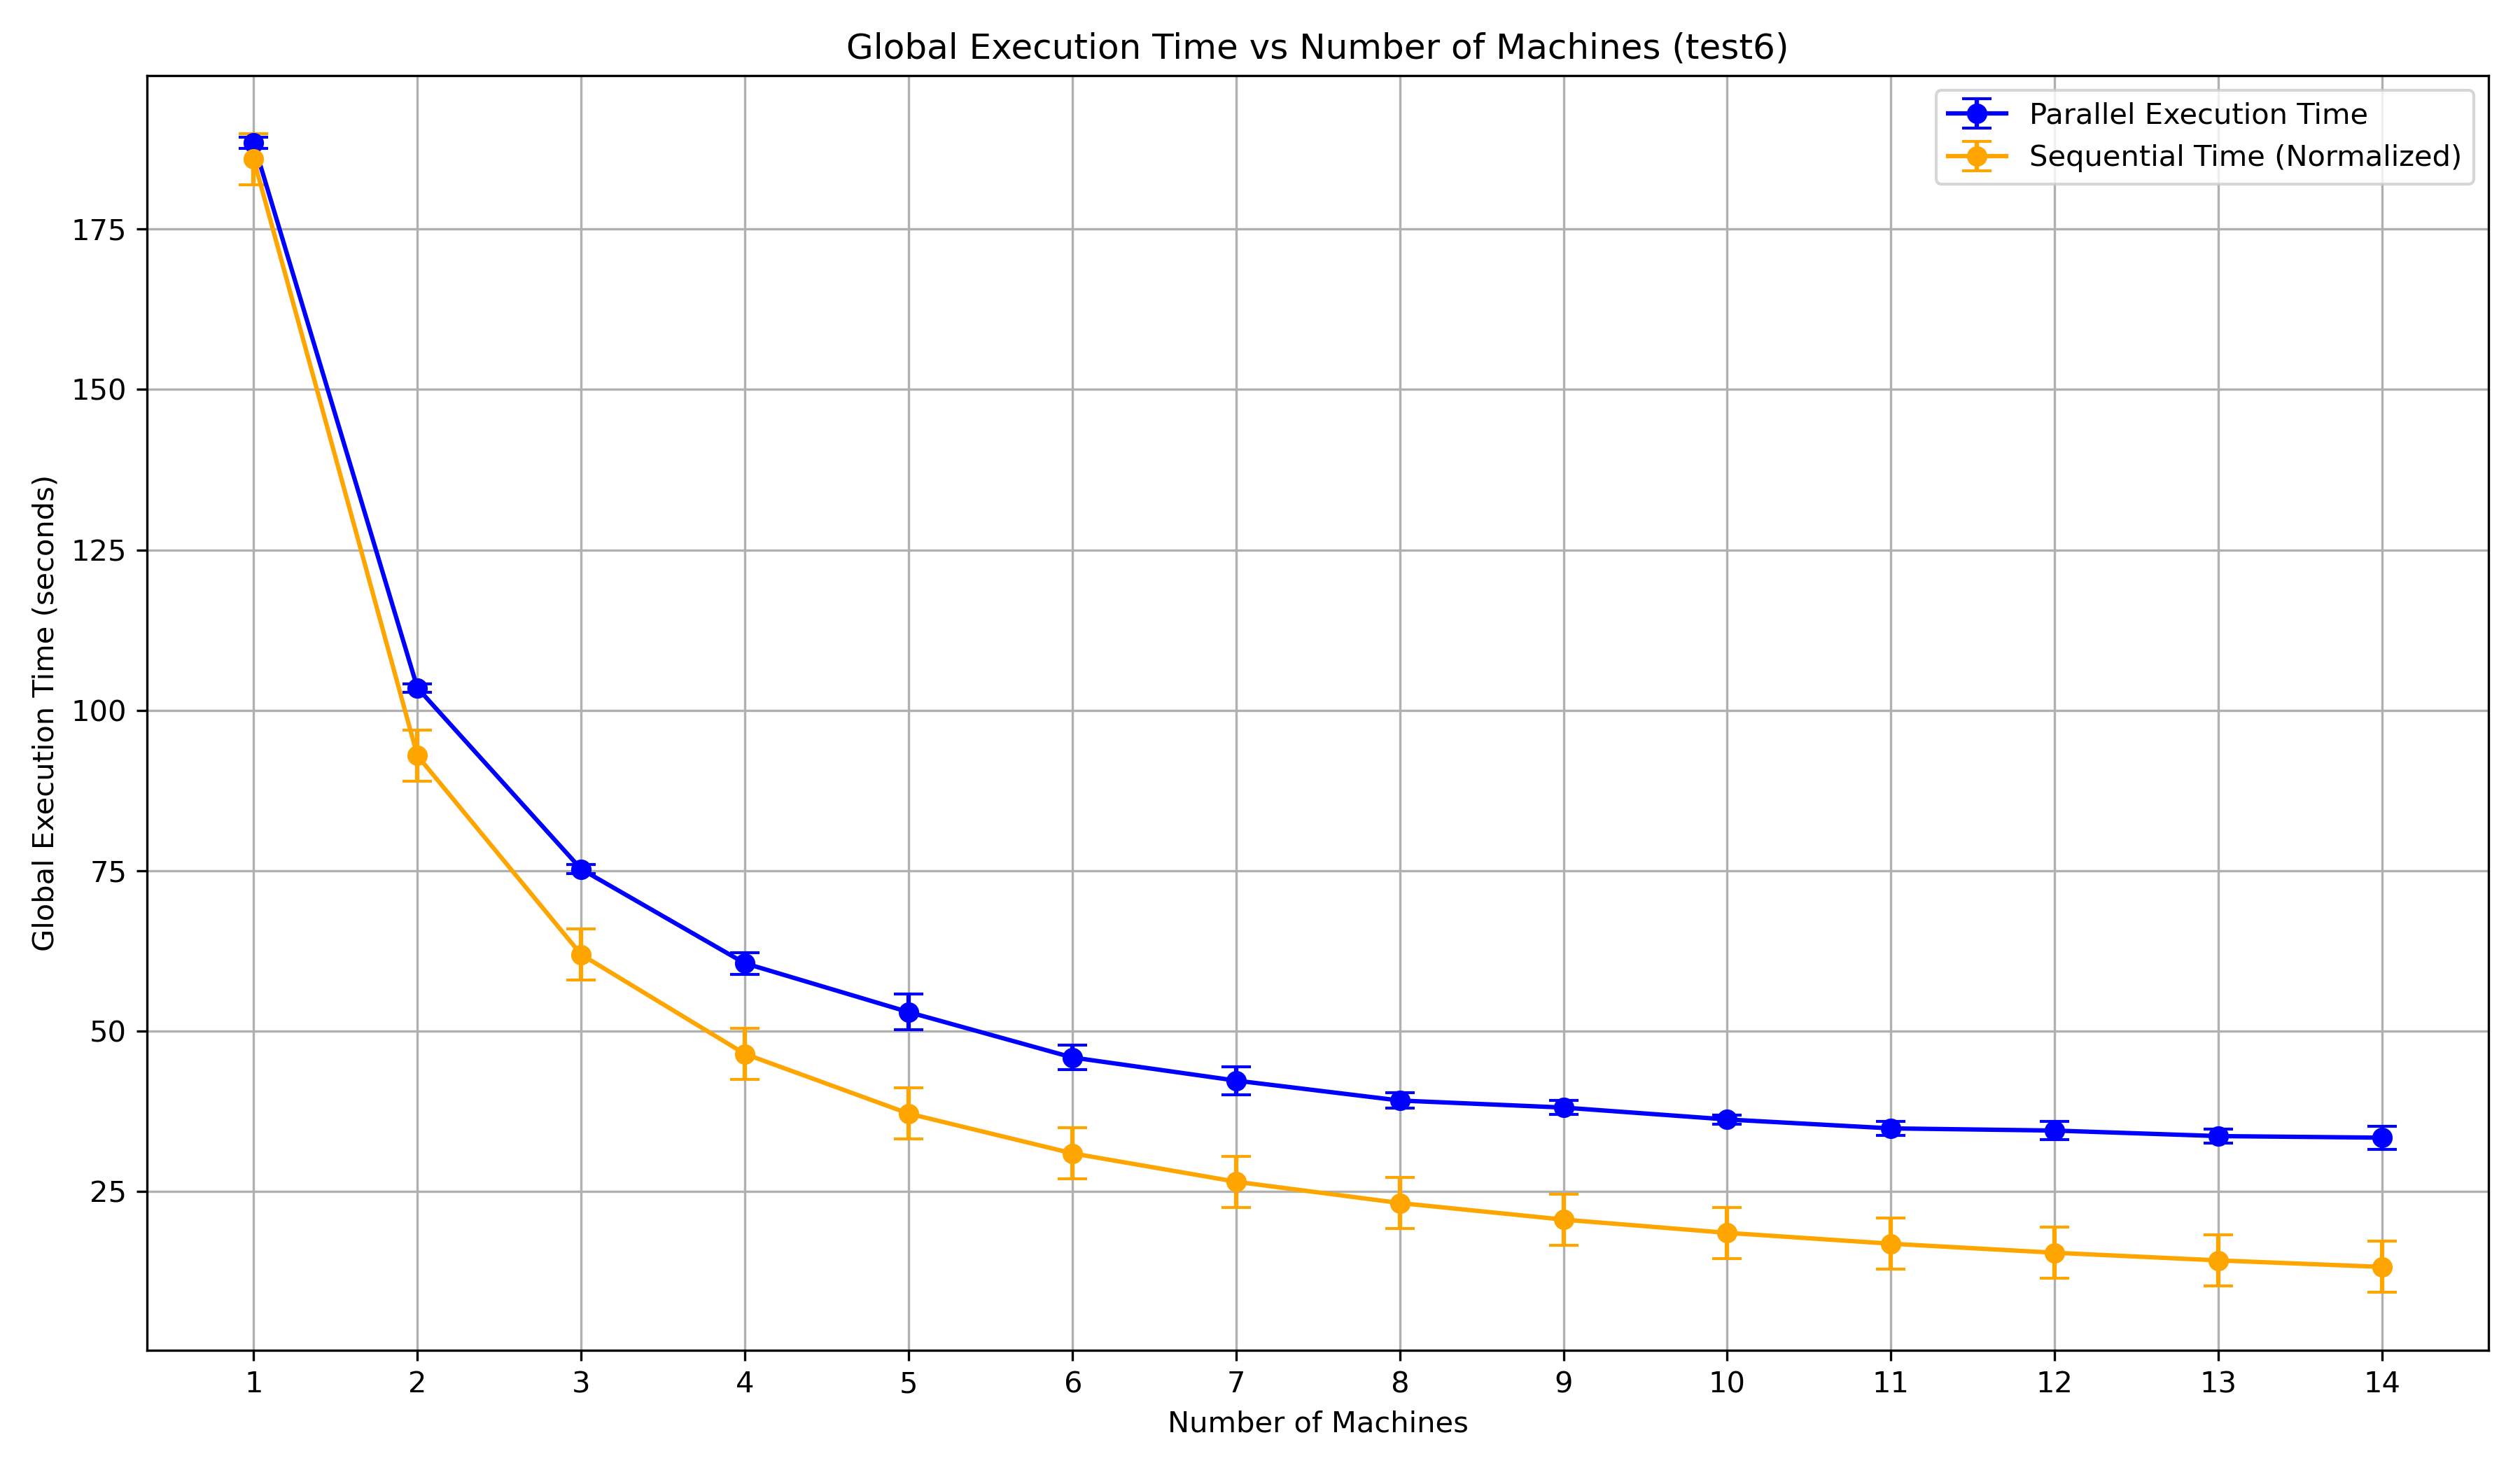 Global Execution Time vs Number of Machines (test6)
Parallel Execution Time
Sequential Time (Normalized)
Global Execution Time (seconds)
175
150
125
100
75
50
25
1 2 3 4 5 6 7 8 9 10 11 12 13 14
Number of Machines